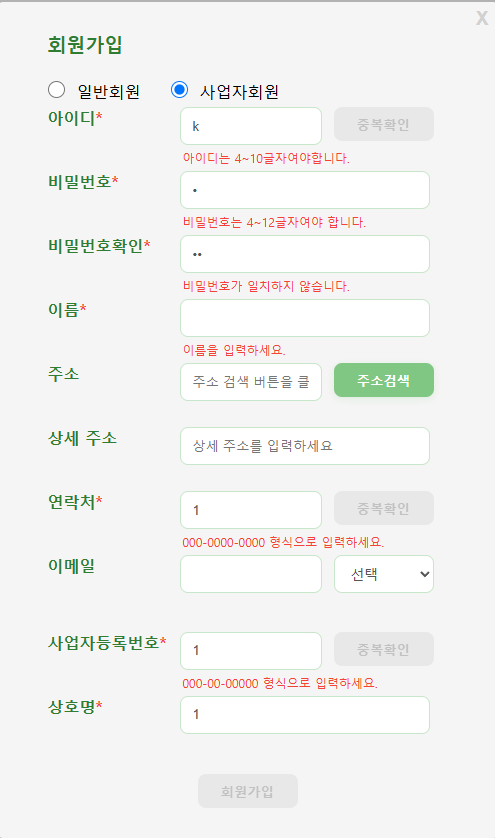 X
회원가입
일반회원 사업자회원
아이디* k 중복확인
아이디는 4~10글자여야합니다.
비밀번호* •
비밀번호는 4~12글자여야 합니다.
비밀번호확인* ••
비밀번호가 일치하지 않습니다.
이름*
이름을 입력하세요.
주소 주소 검색 버튼을 클 주소검색
상세 주소 상세 주소를 입력하세요
연락처* 1 중복확인
000-0000-0000 형식으로 입력하세요.
이메일 선택
사업자등록번호* 1 중복확인
000-00-00000 형식으로 입력하세요.
상호명* 1
회원가입